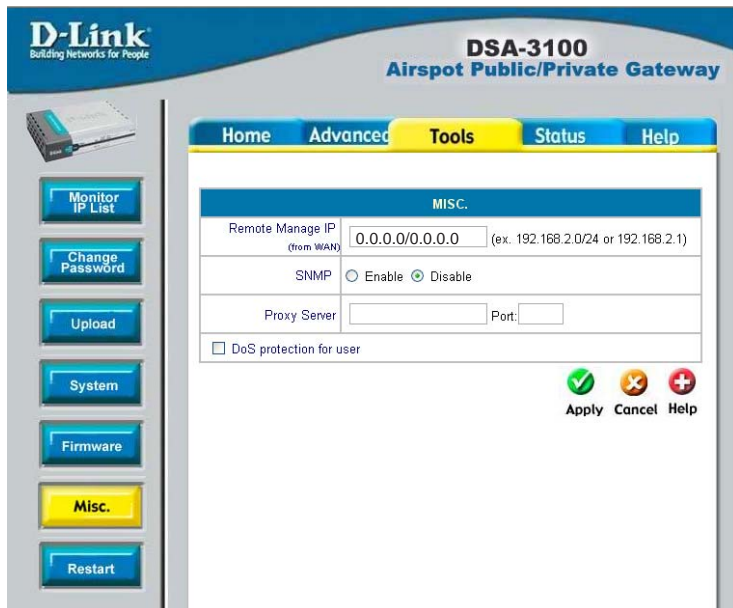 D-Link
Building Networks for People
DSA-3100
Airspot Public/Private Gateway
Home Advanced Tools Status Help
Monitor
IP List
Change
Password
Upload
System
Firmware
Misc.
Restart
MISC.
Remote Manage IP
(from WAN)
0.0.0.0/0.0.0.0 (ex. 192.168.2.0/24 or 192.168.2.1)
SNMP Enable Disable
Proxy Server Port:
DoS protection for user
Apply Cancel Help